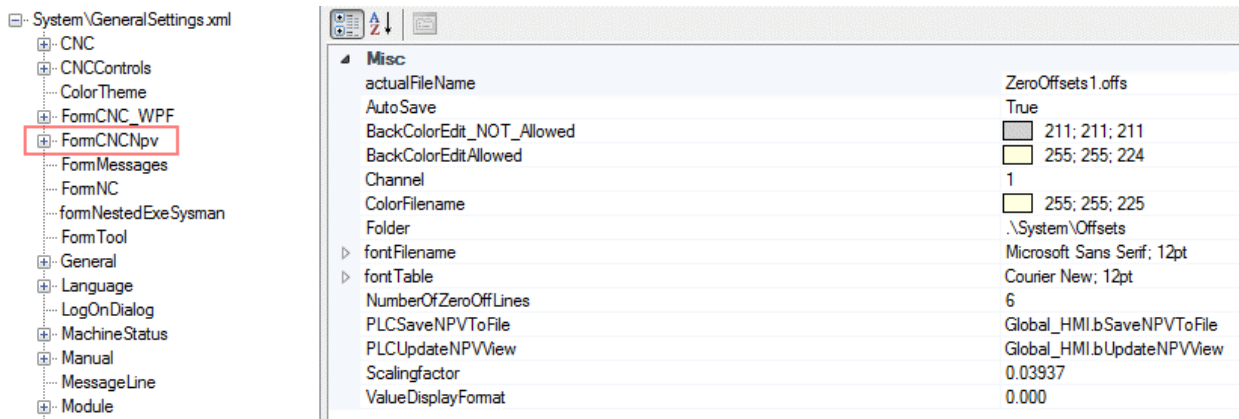 System\GeneralSettings.xml
CNC
CNCControls
ColorTheme
FormCNC_WPF
FormCNCNpv
FormMessages
FormNC
formNestedExeSysman
FormTool
General
Language
LogOnDialog
MachineStatus
Manual
MessageLine
Module
A Z
Misc
actualFileName ZeroOffsets1.offs
AutoSave True
BackColorEdit_NOT_Allowed 211; 211; 211
BackColorEditAllowed 255; 255; 224
Channel 1
ColorFilename 255; 255; 225
Folder .\System\Offsets
fontFilename Microsoft Sans Serif; 12pt
fontTable Courier New; 12pt
NumberOfZeroOffLines 6
PLCSaveNPVToFile Global_HMI.bSaveNPVToFile
PLCUpdateNPVView Global_HMI.bUpdateNPVView
Scalingfactor 0.03937
ValueDisplayFormat 0.000